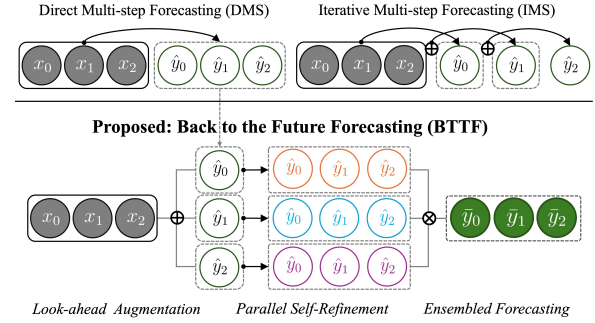 Direct Multi-step Forecasting (DMS)
Iterative Multi-step Forecasting (IMS)
x₀ x₁ x₂ ŷ₀ ŷ₁ ŷ₂
x₀ x₁ x₂ ⊕ ŷ₀ ⊕ ŷ₁ ŷ₂
Proposed: Back to the Future Forecasting (BTTF)
ŷ₀ ŷ₀ ŷ₁ ŷ₂
x₀ x₁ x₂ ⊕ ŷ₁ ŷ₀ ŷ₁ ŷ₂ ⊗ ȳ₀ ȳ₁ ȳ₂
ŷ₂ ŷ₀ ŷ₁ ŷ₂
Look-ahead Augmentation
Parallel Self-Refinement
Ensembled Forecasting